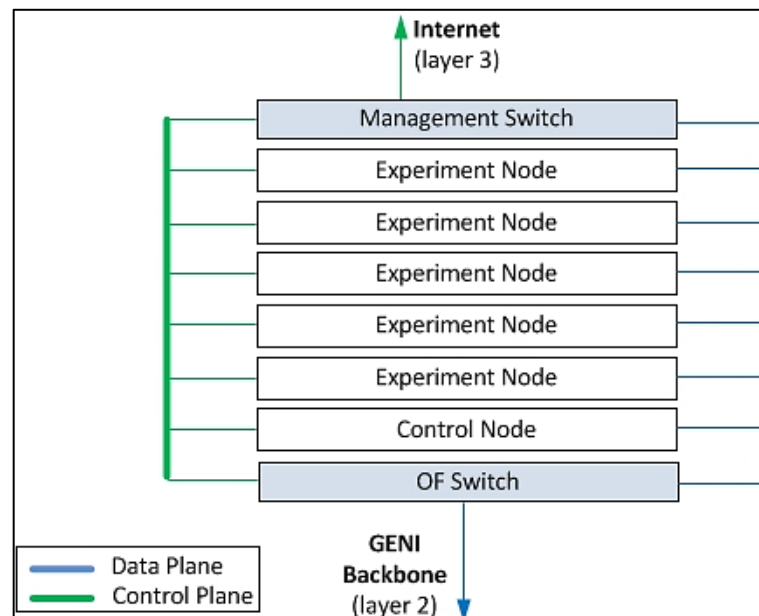 Internet
(layer 3)
Management Switch
Experiment Node
Experiment Node
Experiment Node
Experiment Node
Experiment Node
Control Node
OF Switch
GENI
Backbone
(layer 2)
Data Plane
Control Plane